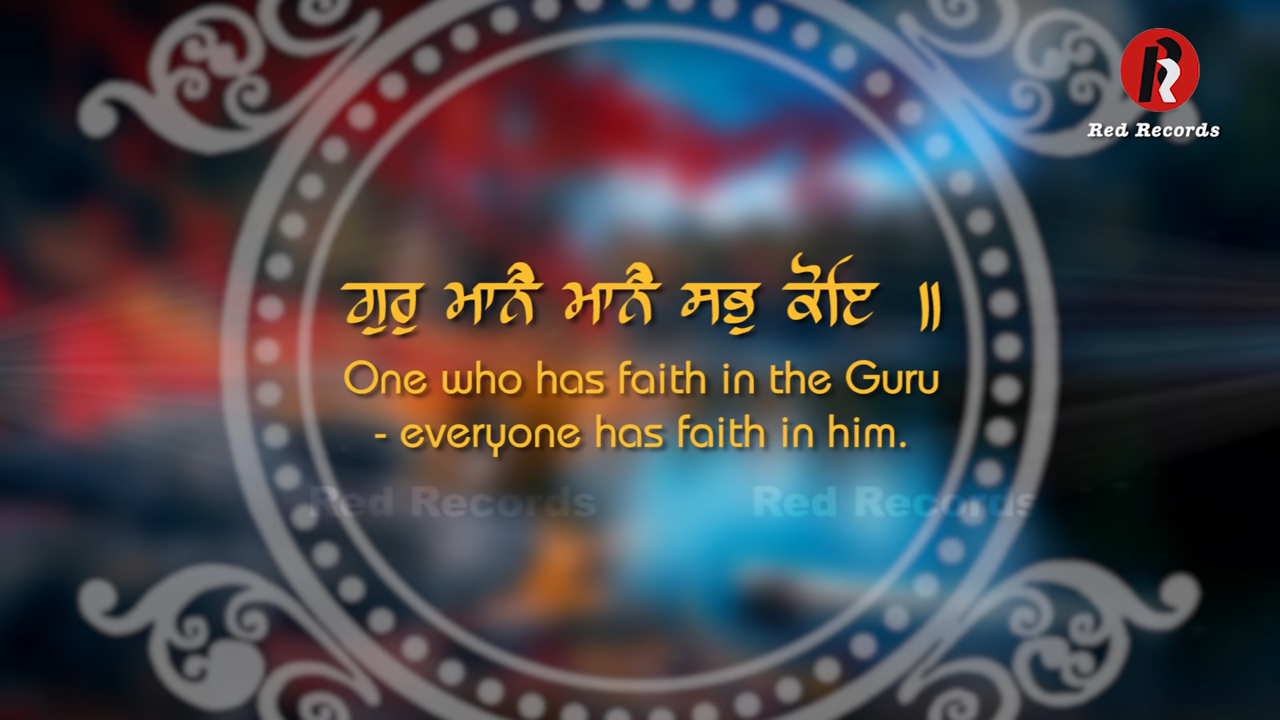 Red Records
ਗੁਰੁ ਮਾਨੈ ਮਾਨੈ ਸਭੁ ਕੋਇ ॥
One who has faith in the Guru
- everyone has faith in him.
Red Records Red Records